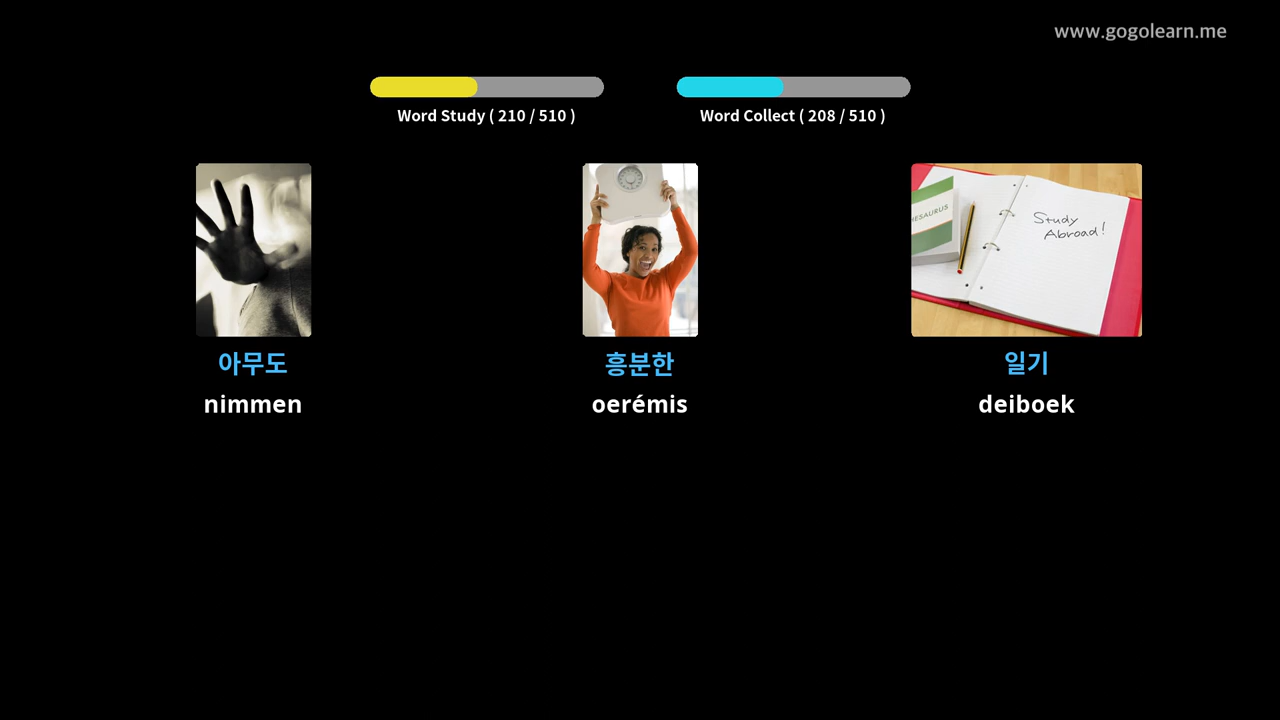 www.gogolearn.me
Word Study ( 210 / 510 )
Word Collect ( 208 / 510 )
THESAURUS
Study
Abroad!
아무도
흥분한
일기
nimmen
oerémis
deiboek